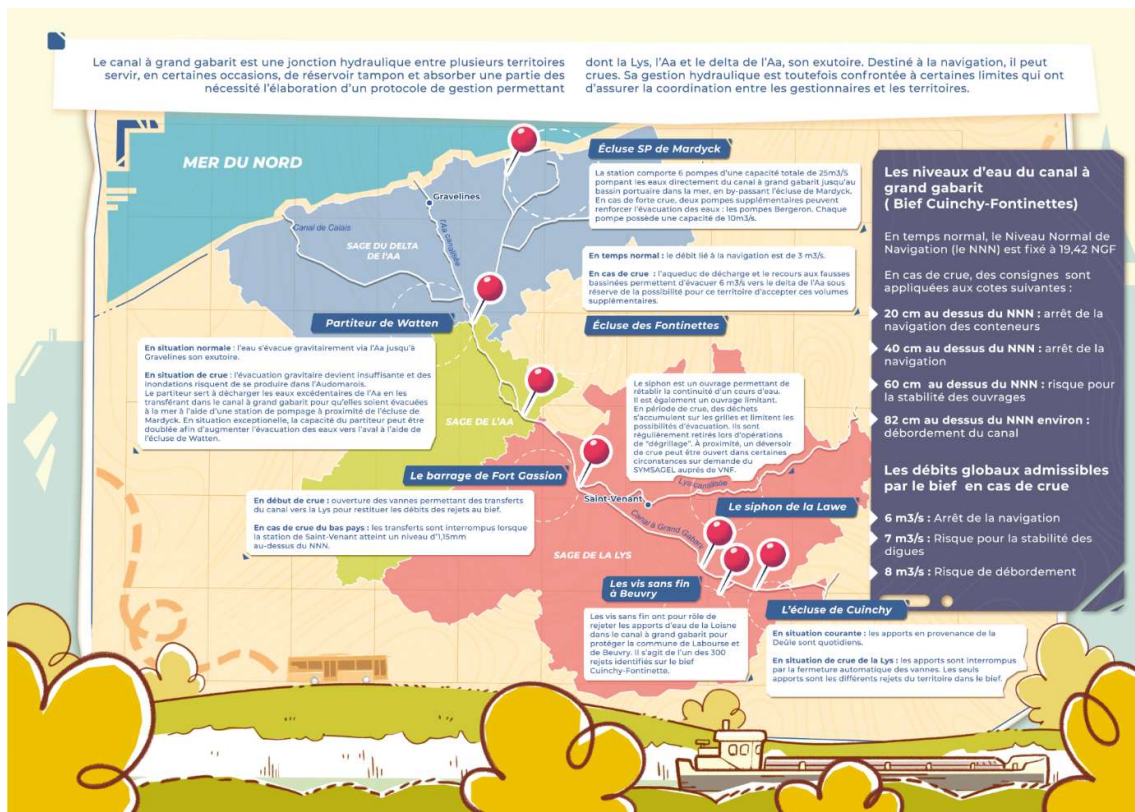 Le canal à grand gabarit est une jonction hydraulique entre plusieurs territoires
servir, en certaines occasions, de réservoir tampon et absorber une partie des
nécessité l'élaboration d'un protocole de gestion permettant
dont la Lys, l'Aa et le delta de l'Aa, son exutoire. Destiné à la navigation, il peut
crues. Sa gestion hydraulique est toutefois confrontée à certaines limites qui ont
d'assurer la coordination entre les gestionnaires et les territoires.
MER DU NORD
Gravelines
l'Aa canalisée
Canal de Calais
SAGE DU DELTA
DE l'AA
Écluse SP de Mardyck
La station comporte 6 pompes d'une capacité totale de 25m3/S
pompant les eaux directement du canal à grand gabarit jusqu'au
bassin portuaire dans la mer, en by-passant l'écluse de Mardyck.
En cas de forte crue, deux pompes supplémentaires peuvent
renforcer l'évacuation des eaux : les pompes Bergeron. Chaque
pompe possède une capacité de 10m3/s.
En temps normal : le débit lié à la navigation est de 3 m3/s.
En cas de crue : l'aqueduc de décharge et le recours aux fausses
bassinées permettent d'évacuer 6 m3/s vers le delta de l'Aa sous
réserve de la possibilité pour ce territoire d'accepter ces volumes
supplémentaires.
Écluse des Fontinettes
Partiteur de Watten
En situation normale : l'eau s'évacue gravitairement via l'Aa jusqu'à
Gravelines son exutoire.
En situation de crue : l'évacuation gravitaire devient insuffisante et des
inondations risquent de se produire dans l'Audomarois.
Le partiteur sert à décharger les eaux excédentaires de l'Aa en les
transférant dans le canal à grand gabarit pour qu'elles soient évacuées
à la mer à l'aide d'une station de pompage à proximité de l'écluse de
Mardyck. En situation exceptionnelle, la capacité du partiteur peut être
doublée afin d'augmenter l'évacuation des eaux vers l'aval à l'aide de
l'écluse de Watten.
SAGE DE L'AA
Le siphon est un ouvrage permettant de
rétablir la continuité d'un cours d'eau.
Il est également un ouvrage limitant.
En période de crue, des déchets
s'accumulent sur les grilles et limitent les
possibilités d'évacuation. Ils sont
régulièrement retirés lors d'opérations
de "dégrillage". À proximité, un déversoir
de crue peut être ouvert dans certaines
circonstances sur demande du
SYMSAGEL auprès de VNF.
Le barrage de Fort Gassion
En début de crue : ouverture des vannes permettant des transferts
du canal vers la Lys pour restituer les débits des rejets au bief.
En cas de crue du bas pays : les transferts sont interrompus lorsque
la station de Saint-Venant atteint un niveau d'1,15mm
au-dessus du NNN.
Saint-Venant
Lys canalisée
Canal à Grand Gabarit
SAGE DE LA LYS
Le siphon de la Lawe
Les vis sans fin
à Beuvry
Les vis sans fin ont pour rôle de
rejeter les apports d'eau de la Loisne
dans le canal à grand gabarit pour
protéger la commune de Labourse et
de Beuvry. Il s'agit de l'un des 300
rejets identifiés sur le bief
Cuinchy-Fontinette.
L'écluse de Cuinchy
En situation courante : les apports en provenance de la
Deûle sont quotidiens.
En situation de crue de la Lys : les apports sont interrompus
par la fermeture automatique des vannes. Les seuls
apports sont les différents rejets du territoire dans le bief.
Les niveaux d'eau du canal à
grand gabarit
( Bief Cuinchy-Fontinettes)
En temps normal, le Niveau Normal de
Navigation (le NNN) est fixé à 19,42 NGF
En cas de crue, des consignes sont
appliquées aux cotes suivantes :
20 cm au dessus du NNN : arrêt de la
navigation des conteneurs
40 cm au dessus du NNN : arrêt de la
navigation
60 cm au dessus du NNN : risque pour
la stabilité des ouvrages
82 cm au dessus du NNN environ :
débordement du canal
Les débits globaux admissibles
par le bief en cas de crue
6 m3/s : Arrêt de la navigation
7 m3/s : Risque pour la stabilité des
digues
8 m3/s : Risque de débordement